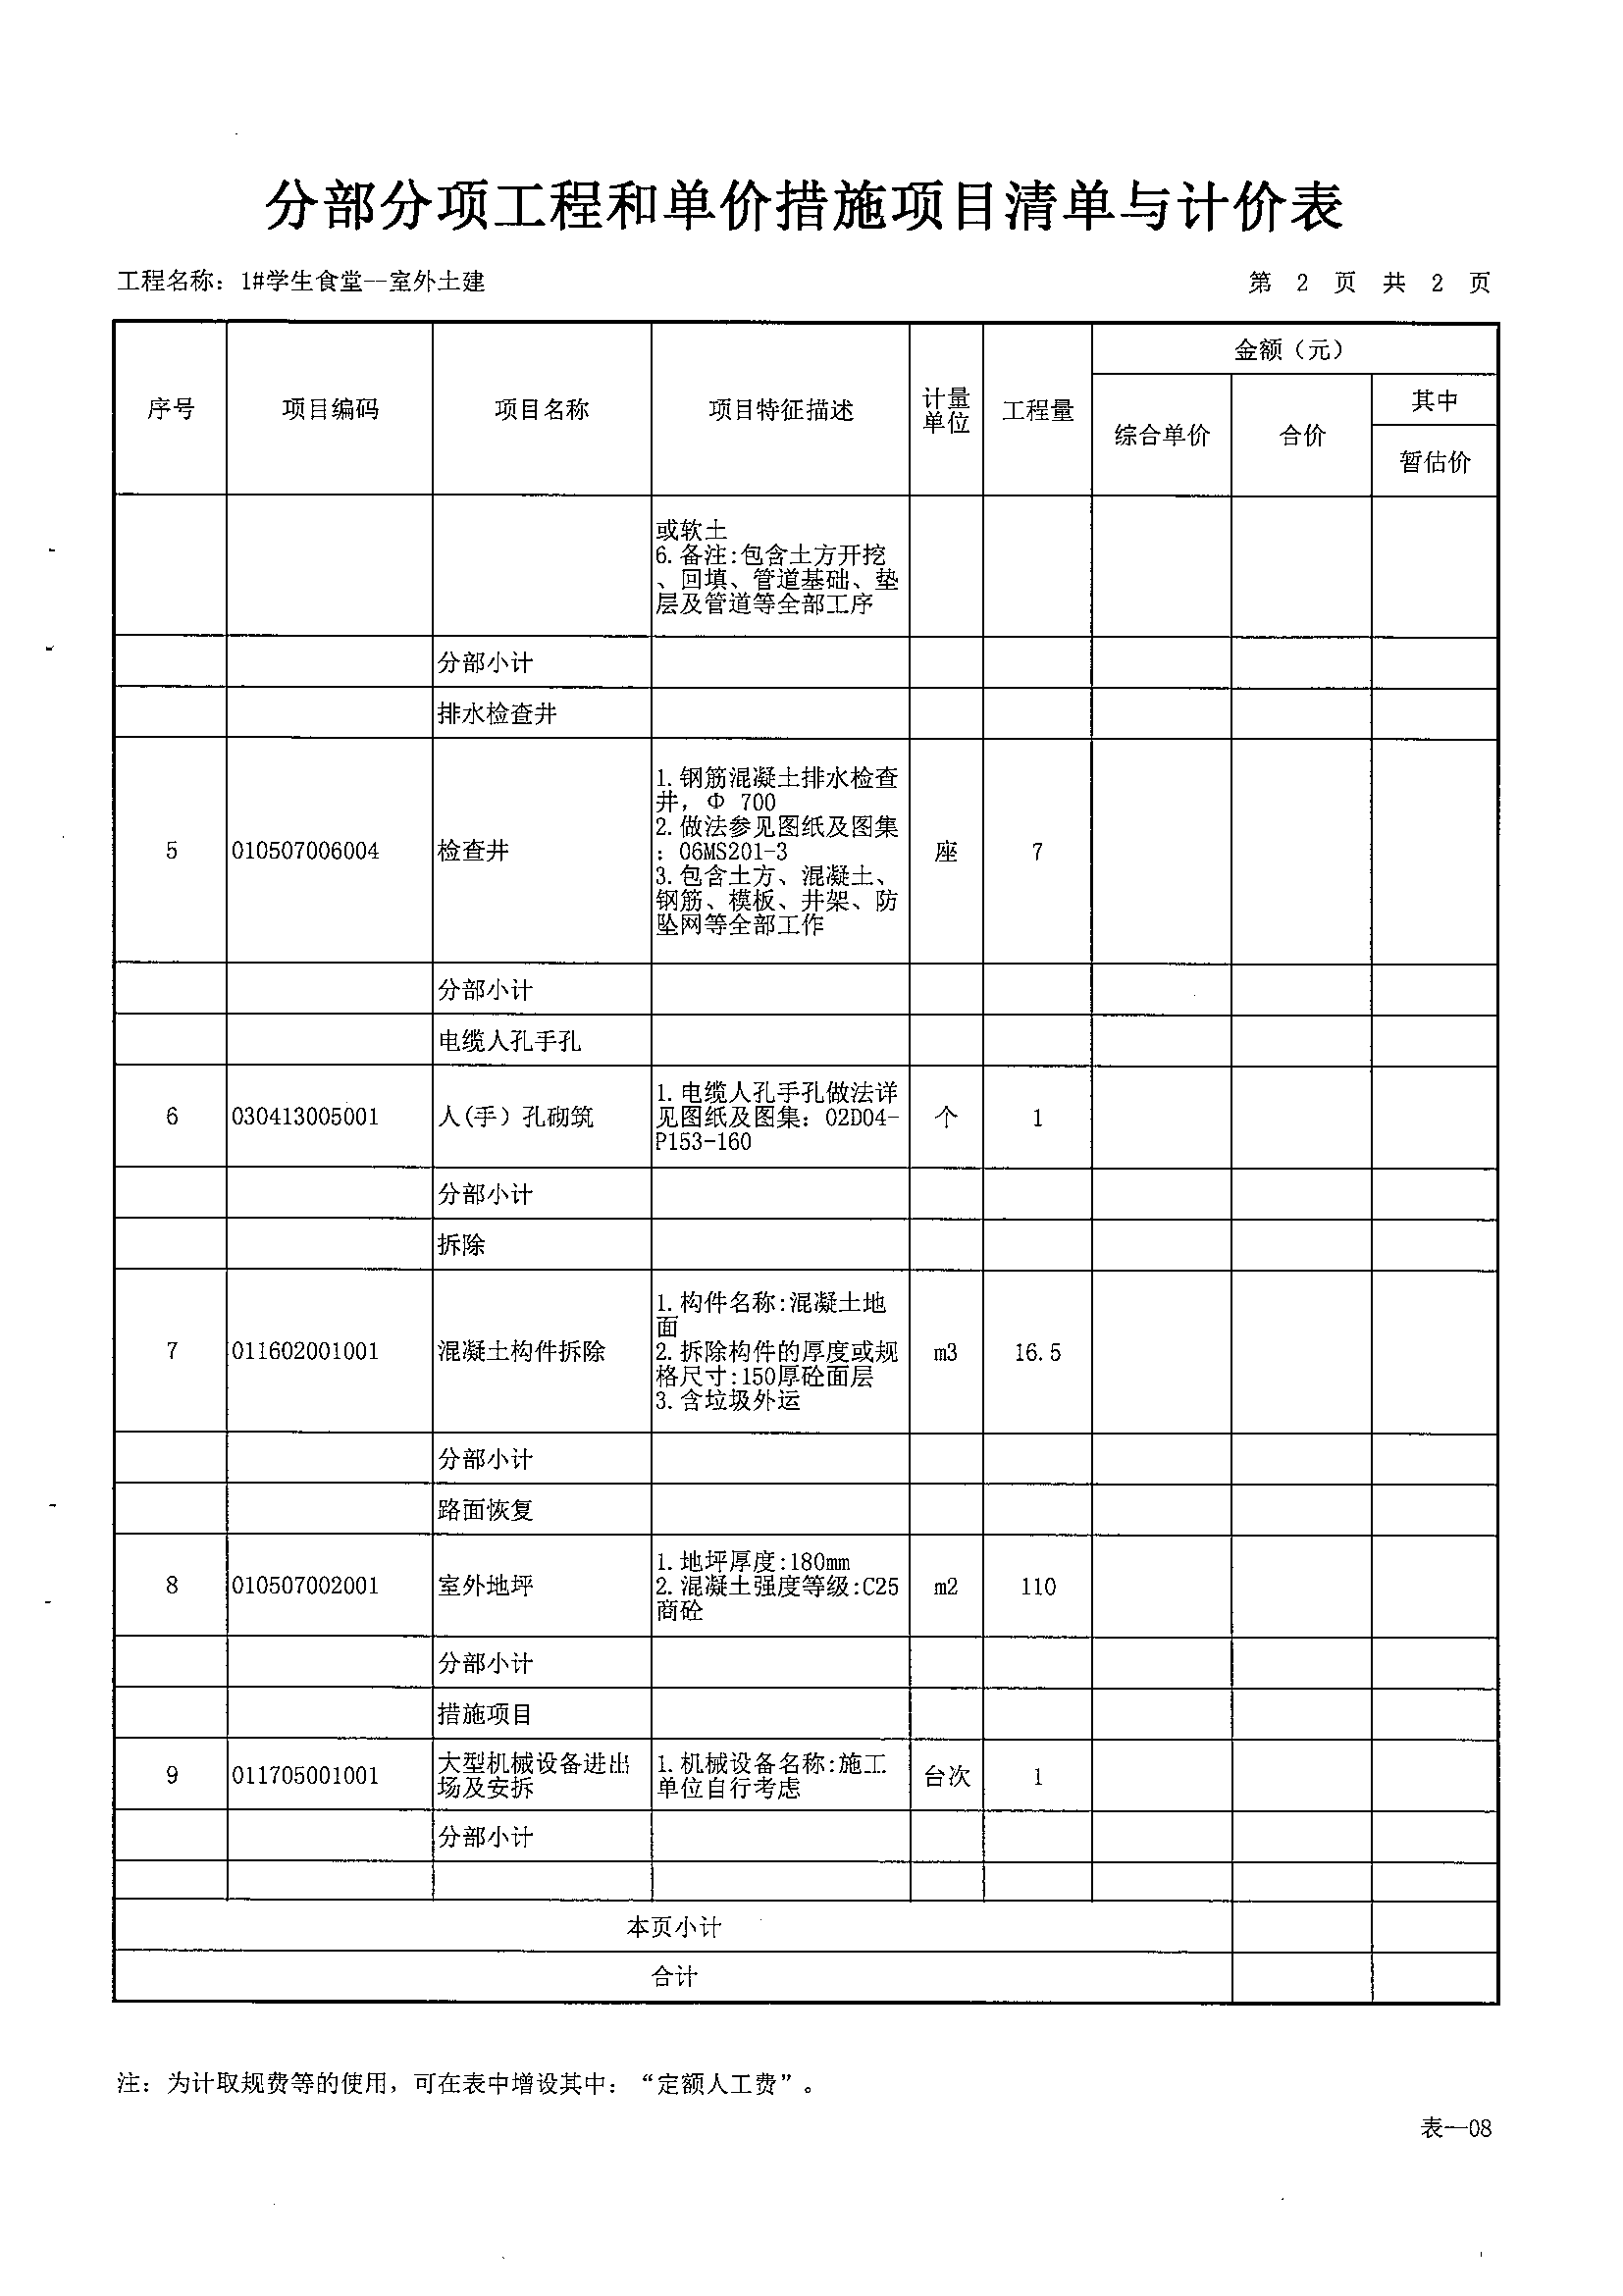 分部分项工程和单价措施项目清单与计价表
工程名称：1#学生食堂--室外土建 第 2 页 共 2 页
序号 项目编码 项目名称 项目特征描述 计量单位 工程量 金额（元）
综合单价 合价 其中
暂估价
或软土
6.备注:包含土方开挖
、回填、管道基础、垫
层及管道等全部工序
分部小计
排水检查井
5 010507006004 检查井 1.钢筋混凝土排水检查
井，Φ 700
2.做法参见图纸及图集
：06MS201-3
3.包含土方、混凝土、
钢筋、模板、井架、防
坠网等全部工作 座 7
分部小计
电缆人孔手孔
6 030413005001 人(手）孔砌筑 1.电缆人孔手孔做法详
见图纸及图集：02D04-
P153-160 个 1
分部小计
拆除
7 011602001001 混凝土构件拆除 1.构件名称:混凝土地
面
2.拆除构件的厚度或规
格尺寸:150厚砼面层
3.含垃圾外运 m3 16.5
分部小计
路面恢复
8 010507002001 室外地坪 1.地坪厚度:180mm
2.混凝土强度等级:C25
商砼 m2 110
分部小计
措施项目
9 011705001001 大型机械设备进出
场及安拆 1.机械设备名称:施工
单位自行考虑 台次 1
分部小计
本页小计
合计
注：为计取规费等的使用，可在表中增设其中：“定额人工费”。
表—08